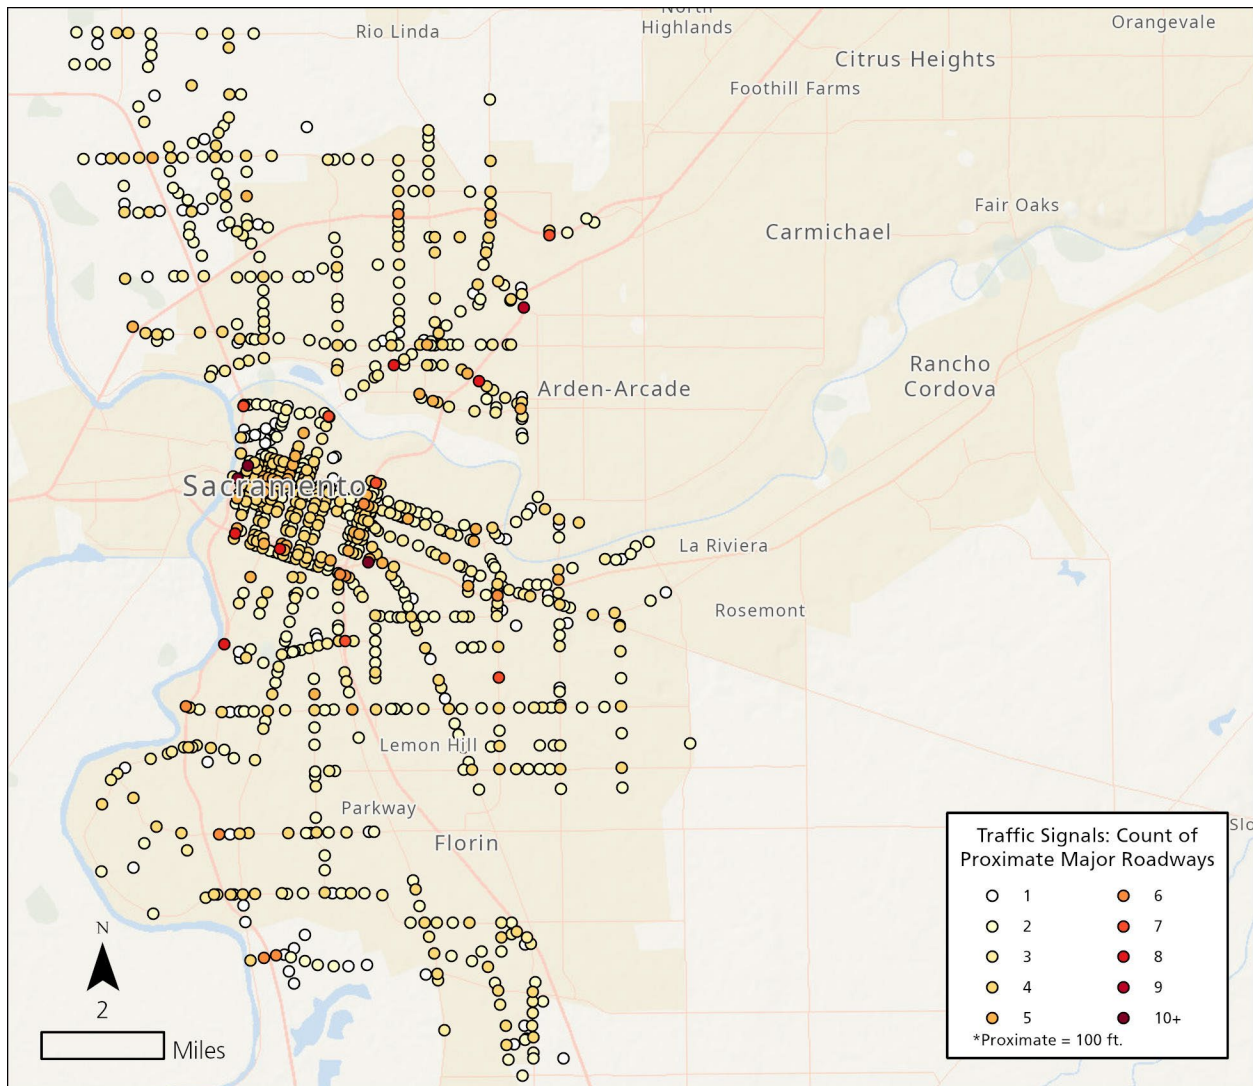 North
Highlands
Orangevale
Rio Linda
Citrus Heights
Foothill Farms
Fair Oaks
Carmichael
Rancho
Cordova
Arden-Arcade
Sacramento
La Riviera
Rosemont
Lemon Hill
Parkway
Slo
Florin
Traffic Signals: Count of
Proximate Major Roadways
1 6
2 7
3 8
4 9
5 10+
*Proximate = 100 ft.
N
2
Miles